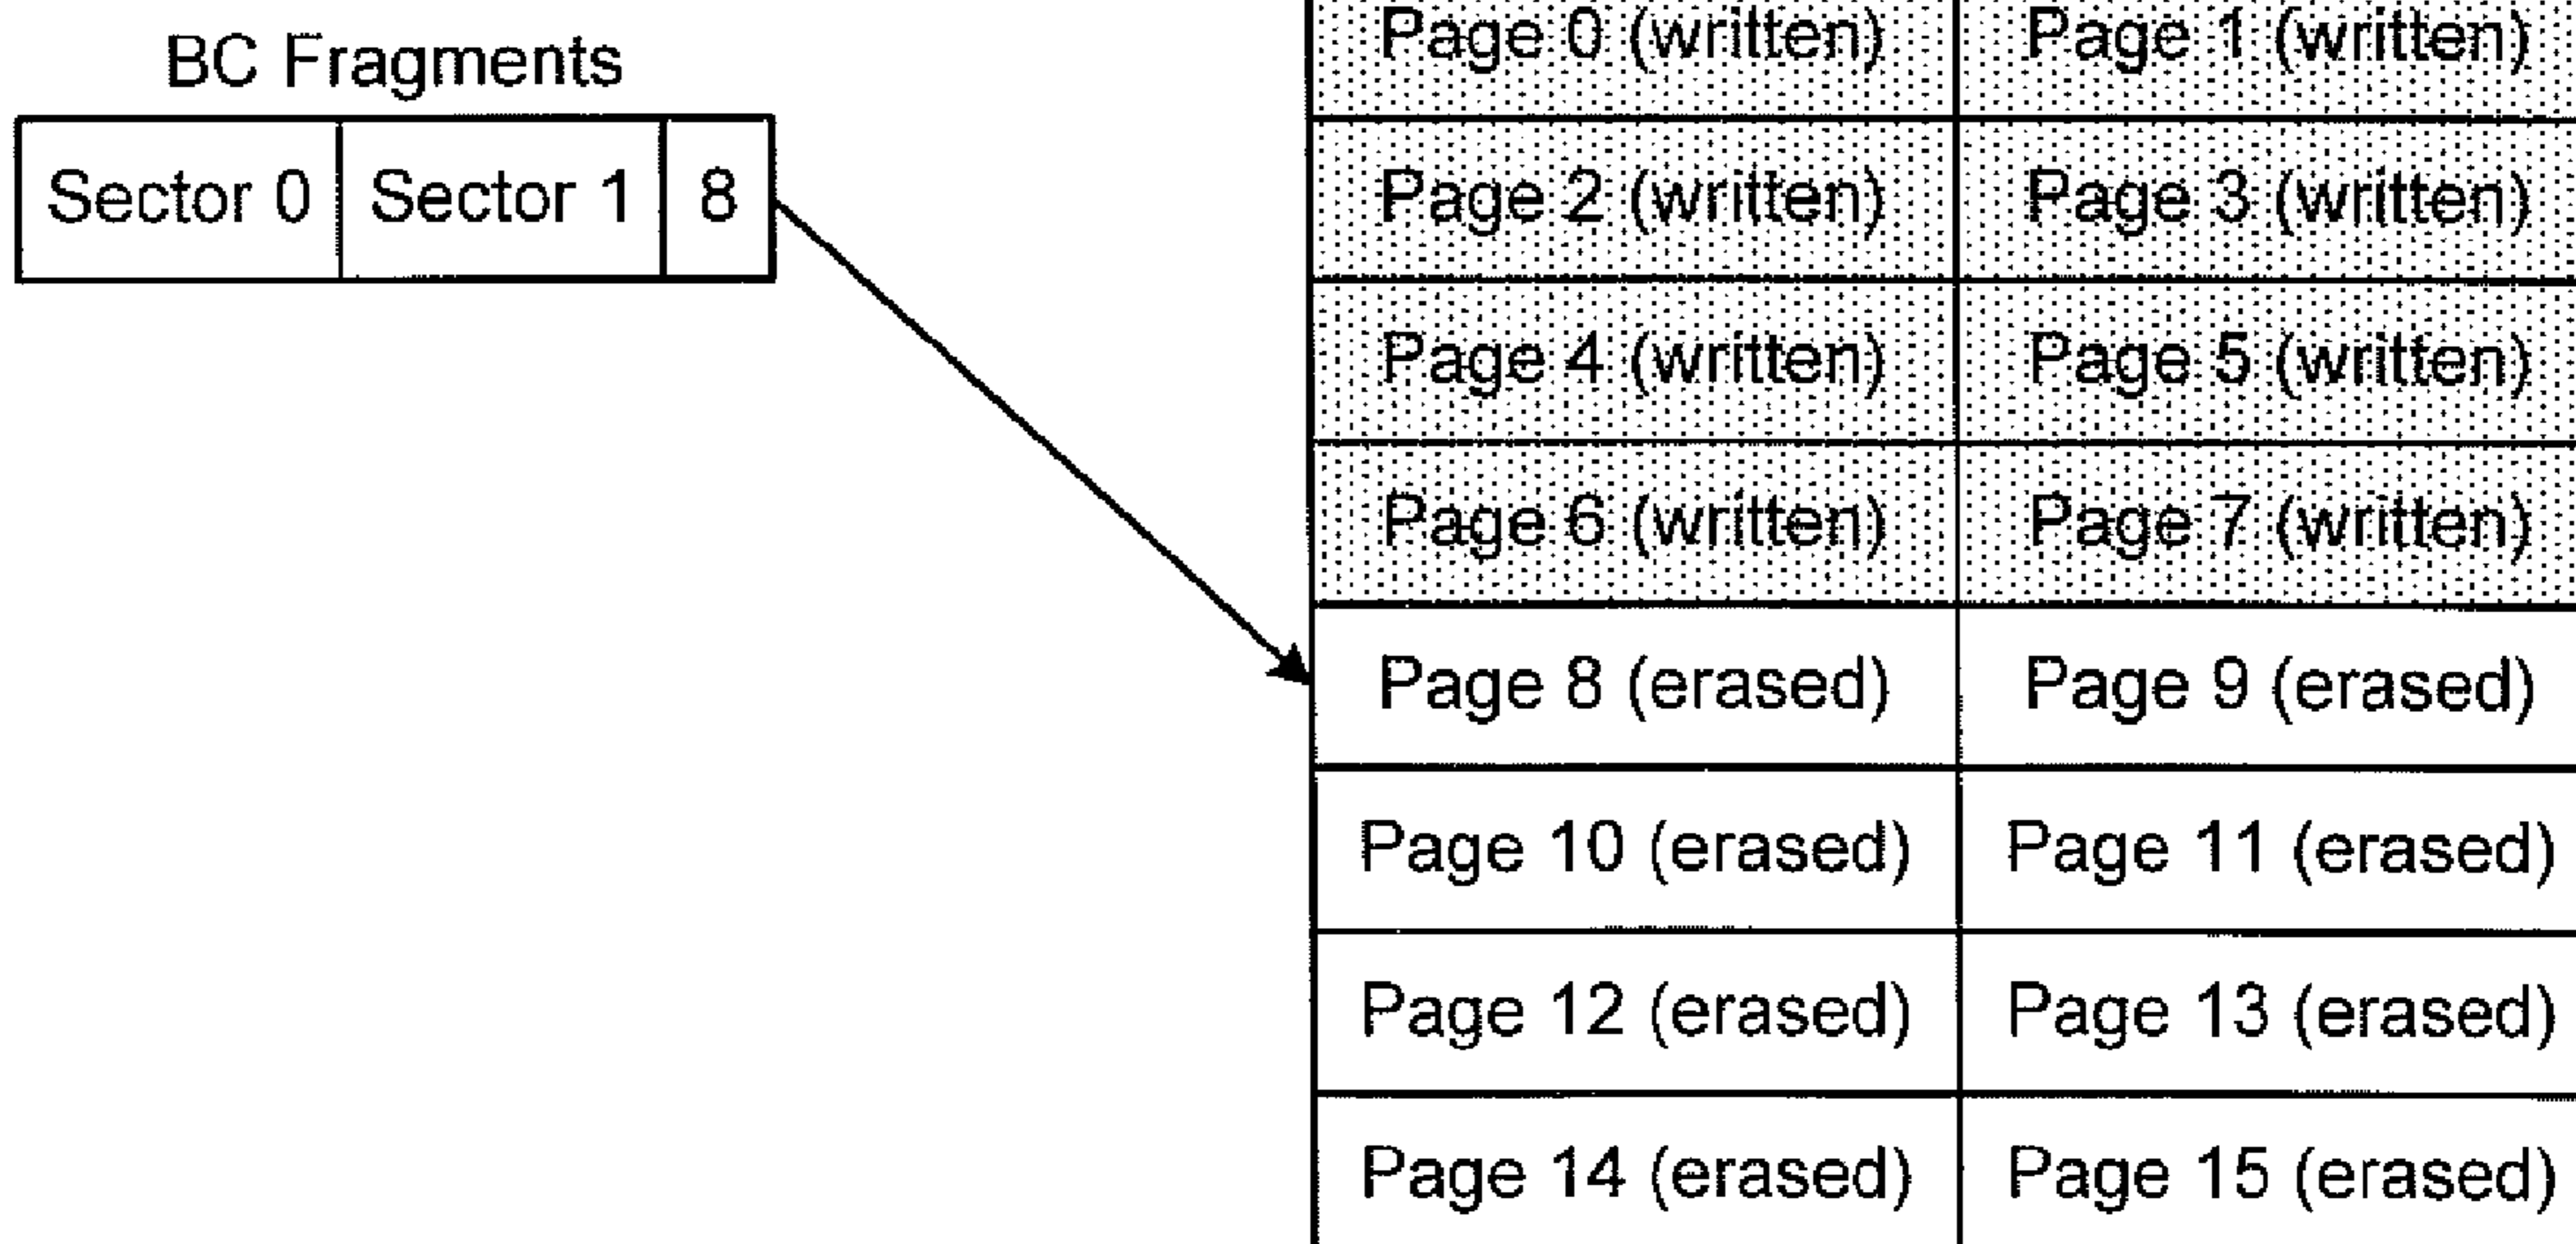 BC Fragments
Sector 0 Sector 1 8
Page 0 (written) Page 1 (written)
Page 2 (written) Page 3 (written)
Page 4 (written) Page 5 (written)
Page 6 (written) Page 7 (written)
Page 8 (erased) Page 9 (erased)
Page 10 (erased) Page 11 (erased)
Page 12 (erased) Page 13 (erased)
Page 14 (erased) Page 15 (erased)